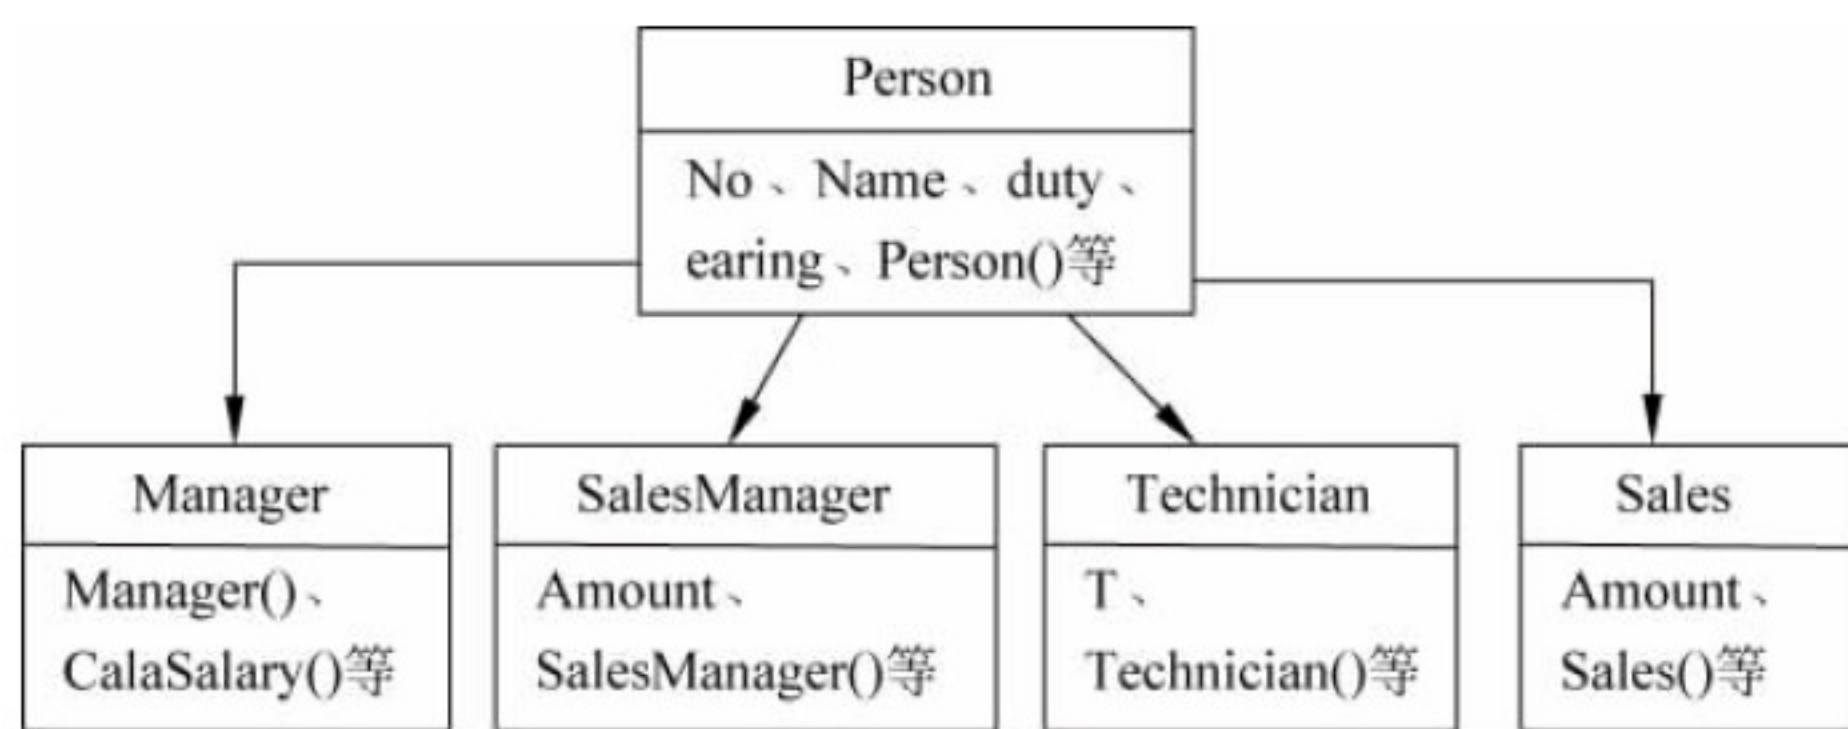 Person
No、Name、duty、
earing、Person()等
Manager
Manager()、
CalaSalary()等
SalesManager
Amount、
SalesManager()等
Technician
T、
Technician()等
Sales
Amount、
Sales()等